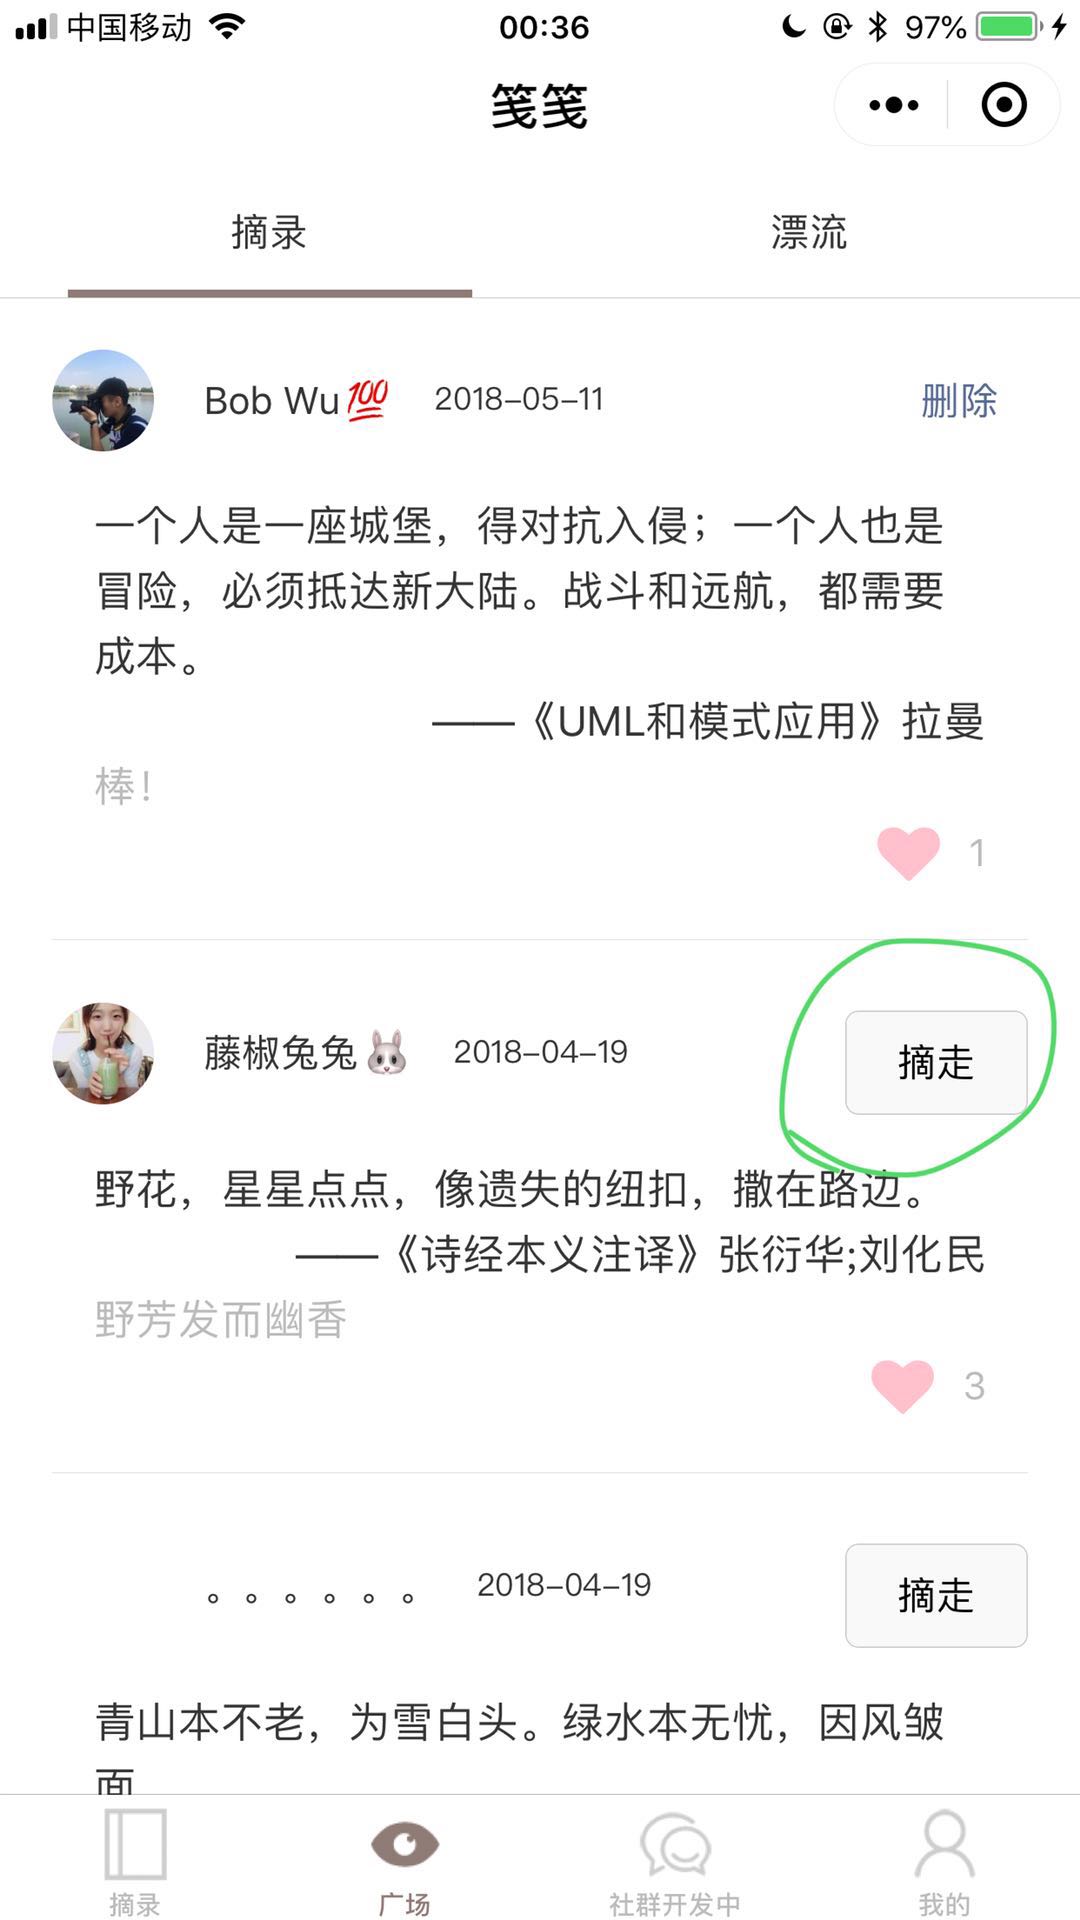 中国移动 00:36 97%
笺笺
摘录 漂流
Bob Wu💯 2018-05-11 删除
一个人是一座城堡，得对抗入侵；一个人也是
冒险，必须抵达新大陆。战斗和远航，都需要
成本。
——《UML和模式应用》拉曼
棒！
1
藤椒兔兔🐰 2018-04-19 摘走
野花，星星点点，像遗失的纽扣，撒在路边。
——《诗经本义注译》张衍华;刘化民
野芳发而幽香
3
。。。。。。 2018-04-19 摘走
青山本不老，为雪白头。绿水本无忧，因风皱
面
摘录 广场 社群开发中 我的